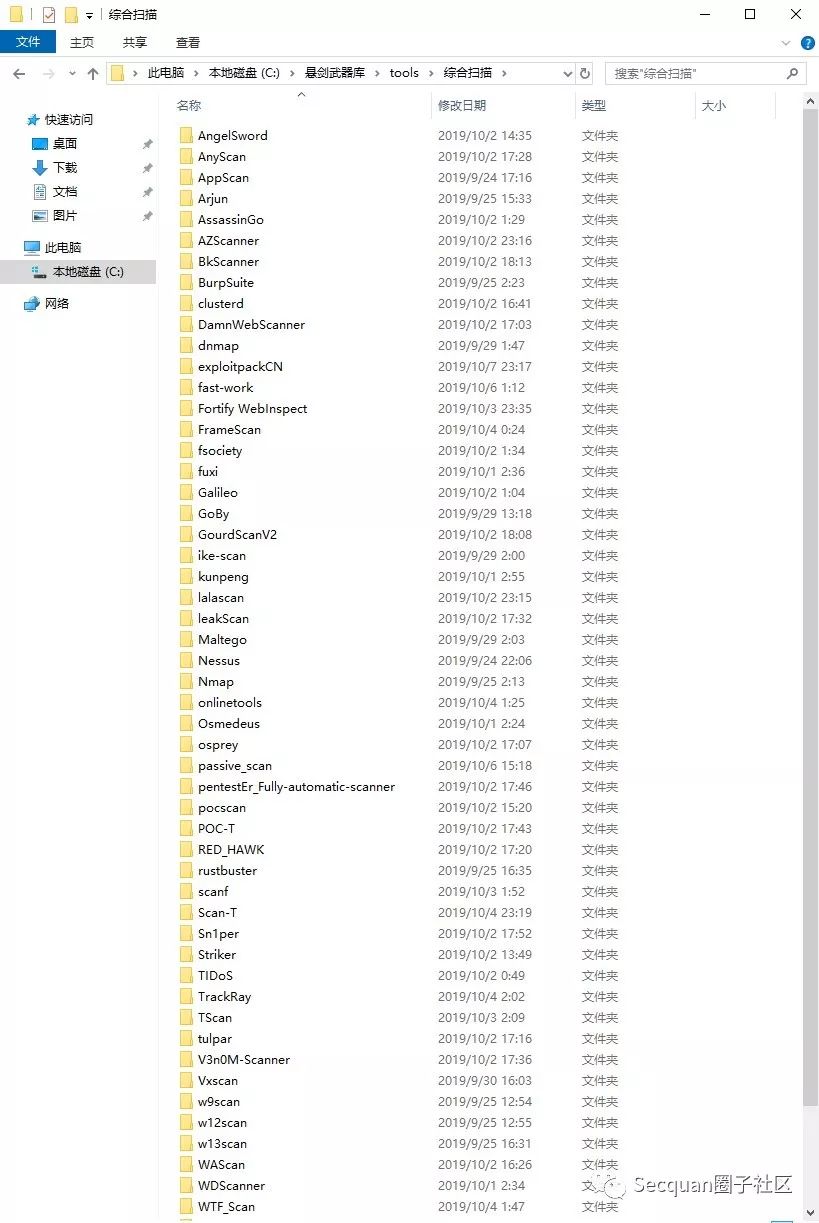 综合扫描
文件 主页 共享 查看
此电脑 本地磁盘 (C:) 悬剑武器库 tools 综合扫描 搜索"综合扫描"
名称 修改日期 类型 大小
快速访问
桌面
下载
文档
图片
此电脑
本地磁盘 (C:)
网络
AngelSword 2019/10/2 14:35 文件夹
AnyScan 2019/10/2 17:28 文件夹
AppScan 2019/9/24 17:16 文件夹
Arjun 2019/9/25 15:33 文件夹
AssassinGo 2019/10/2 1:29 文件夹
AZScanner 2019/10/2 23:16 文件夹
BkScanner 2019/10/2 18:13 文件夹
BurpSuite 2019/9/25 2:23 文件夹
clusterd 2019/10/2 16:41 文件夹
DamnWebScanner 2019/10/2 17:03 文件夹
dnmap 2019/9/29 1:47 文件夹
exploitpackCN 2019/10/7 23:17 文件夹
fast-work 2019/10/6 1:12 文件夹
Fortify WebInspect 2019/10/3 23:35 文件夹
FrameScan 2019/10/4 0:24 文件夹
fsociety 2019/10/2 1:34 文件夹
fuxi 2019/10/1 2:36 文件夹
Galileo 2019/10/2 1:04 文件夹
GoBy 2019/9/29 13:18 文件夹
GourdScanV2 2019/10/2 18:08 文件夹
ike-scan 2019/9/29 2:00 文件夹
kunpeng 2019/10/1 2:55 文件夹
lalascan 2019/10/2 23:15 文件夹
leakScan 2019/10/2 17:32 文件夹
Maltego 2019/9/29 2:03 文件夹
Nessus 2019/9/24 22:06 文件夹
Nmap 2019/9/25 2:13 文件夹
onlinetools 2019/10/4 1:25 文件夹
Osmedeus 2019/10/1 2:24 文件夹
osprey 2019/10/2 17:07 文件夹
passive_scan 2019/10/6 15:18 文件夹
pentestEr_Fully-automatic-scanner 2019/10/2 17:46 文件夹
pocscan 2019/10/2 15:20 文件夹
POC-T 2019/10/2 17:43 文件夹
RED_HAWK 2019/10/2 17:20 文件夹
rustbuster 2019/9/25 16:35 文件夹
scanf 2019/10/3 1:52 文件夹
Scan-T 2019/10/4 23:19 文件夹
Sn1per 2019/10/2 17:52 文件夹
Striker 2019/10/2 13:49 文件夹
TIDoS 2019/10/2 0:49 文件夹
TrackRay 2019/10/4 2:02 文件夹
TScan 2019/10/3 2:09 文件夹
tulpar 2019/10/2 17:16 文件夹
V3n0M-Scanner 2019/10/2 17:36 文件夹
Vxscan 2019/9/30 16:03 文件夹
w9scan 2019/9/25 12:54 文件夹
w12scan 2019/9/25 12:55 文件夹
w13scan 2019/9/25 16:31 文件夹
WAScan 2019/10/2 16:26 文件夹
WDScanner 2019/10/1 2:34 文件夹
Secquan圈子社区
WTF_Scan 2019/10/4 1:47 文件夹